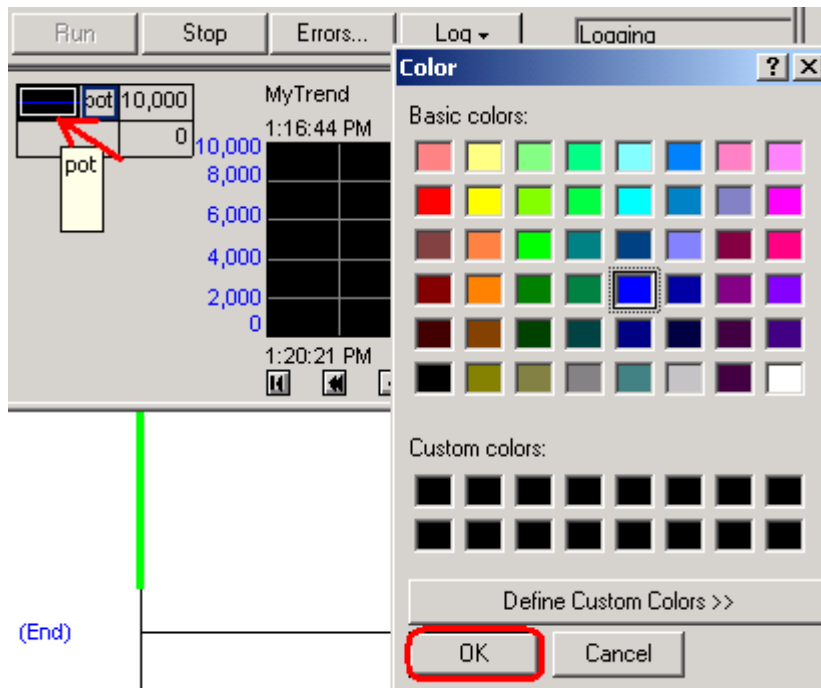 Run Stop Errors... Log Logging
Color ? X
pot 10,000 MyTrend
Basic colors:
0 1:16:44 PM
10,000
pot
8,000
6,000
4,000
2,000
0
1:20:21 PM
Custom colors:
Define Custom Colors >>
(End)
OK Cancel